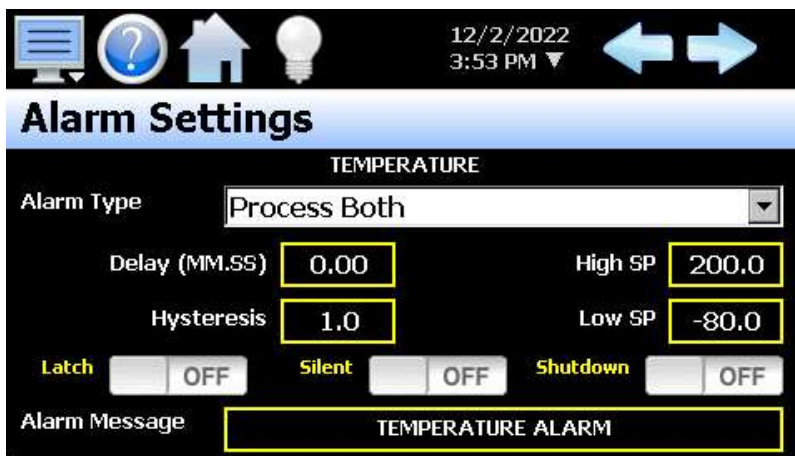 12/2/2022
3:53 PM ▼
Alarm Settings
TEMPERATURE
Alarm Type Process Both
Delay (MM.SS) 0.00 High SP 200.0
Hysteresis 1.0 Low SP -80.0
Latch OFF Silent OFF Shutdown OFF
Alarm Message TEMPERATURE ALARM